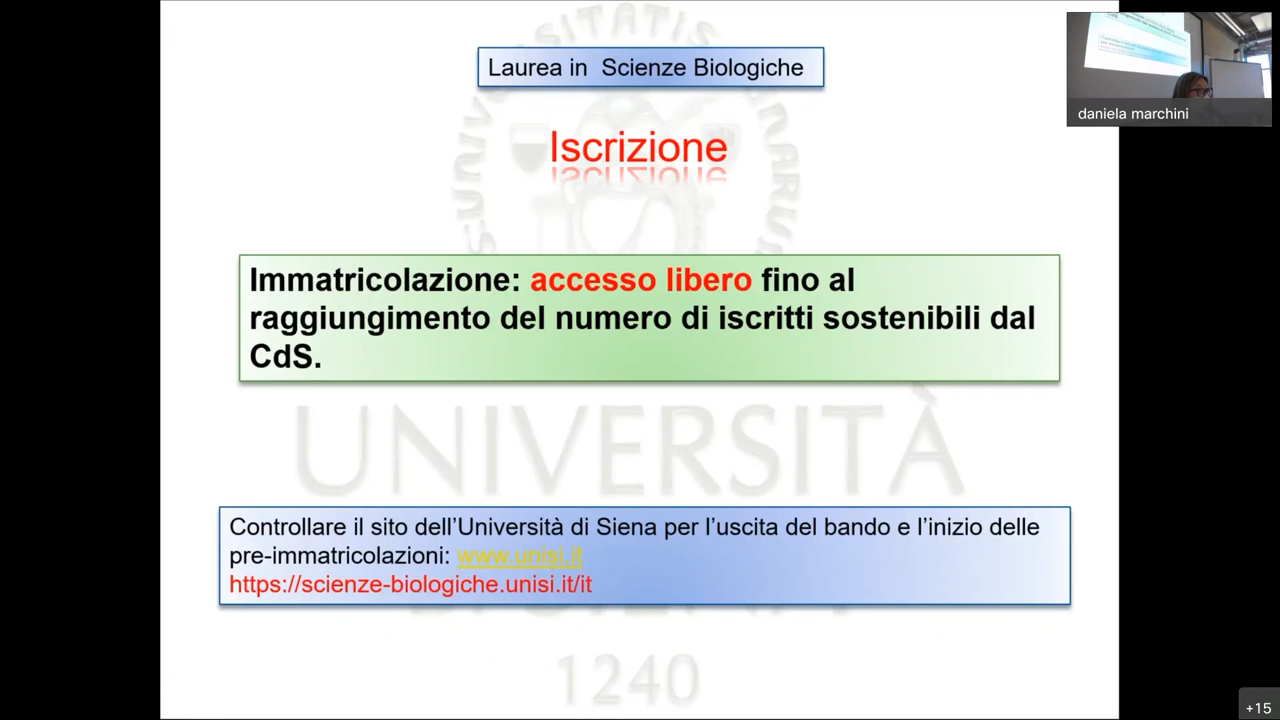 Laurea in Scienze Biologiche
daniela marchini
Iscrizione
Immatricolazione: accesso libero fino al
raggiungimento del numero di iscritti sostenibili dal
CdS.
UNIVERSITÀ
Controllare il sito dell'Università di Siena per l'uscita del bando e l'inizio delle
pre-immatricolazioni: www.unisi.it
https://scienze-biologiche.unisi.it/it
1240
+15